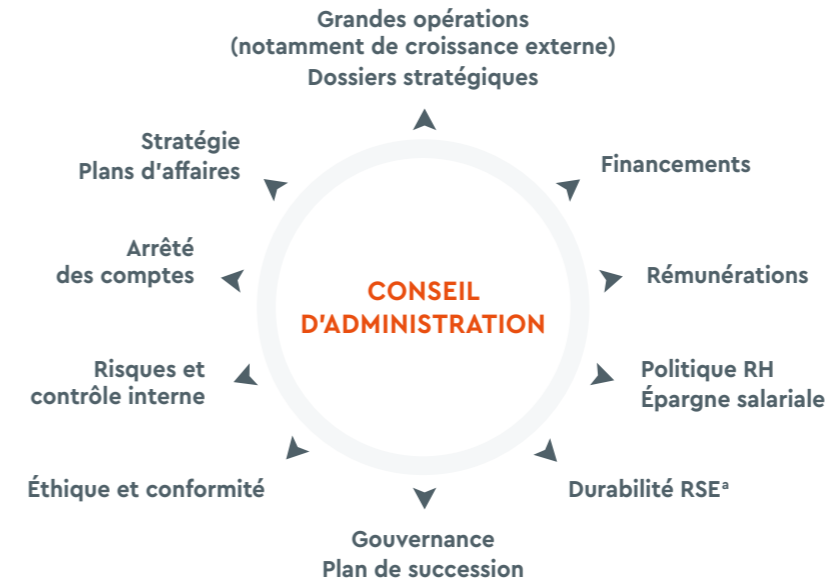 Grandes opérations
(notamment de croissance externe)
Dossiers stratégiques
Stratégie
Plans d'affaires
Financements
Arrêté
des comptes
CONSEIL
D'ADMINISTRATION
Rémunérations
Risques et
contrôle interne
Politique RH
Épargne salariale
Éthique et conformité
Durabilité RSEᵃ
Gouvernance
Plan de succession